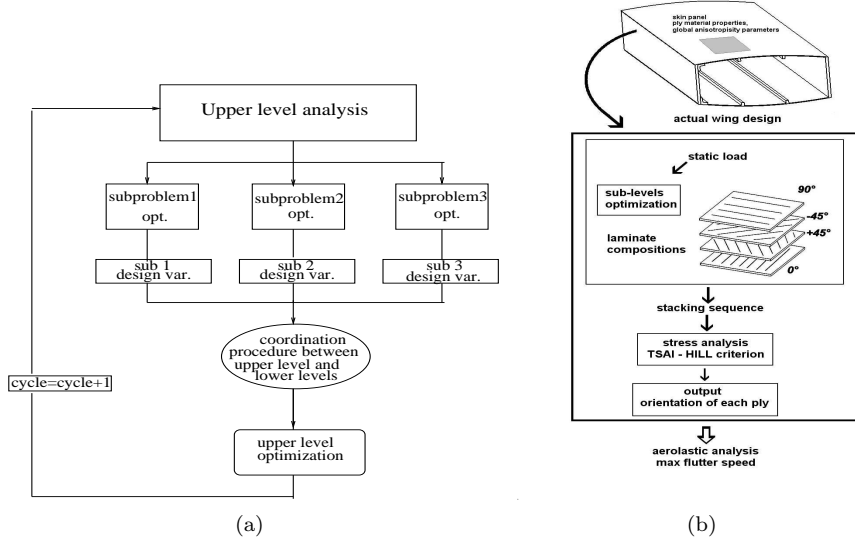 Upper level analysis
subproblem1
opt.
subproblem2
opt.
subproblem3
opt.
sub 1
design var.
sub 2
design var.
sub 3
design var.
coordination
procedure between
upper level and
lower levels
cycle=cycle+1
upper level
optimization
(a)
skin panel
ply material properties,
global anisotropisity parameters
actual wing design
static load
sub-levels
optimization
90°
-45°
+45°
0°
laminate
compositions
stacking sequence
stress analysis
TSAI - HILL criterion
output
orientation of each ply
aerolastic analysis
max flutter speed
(b)